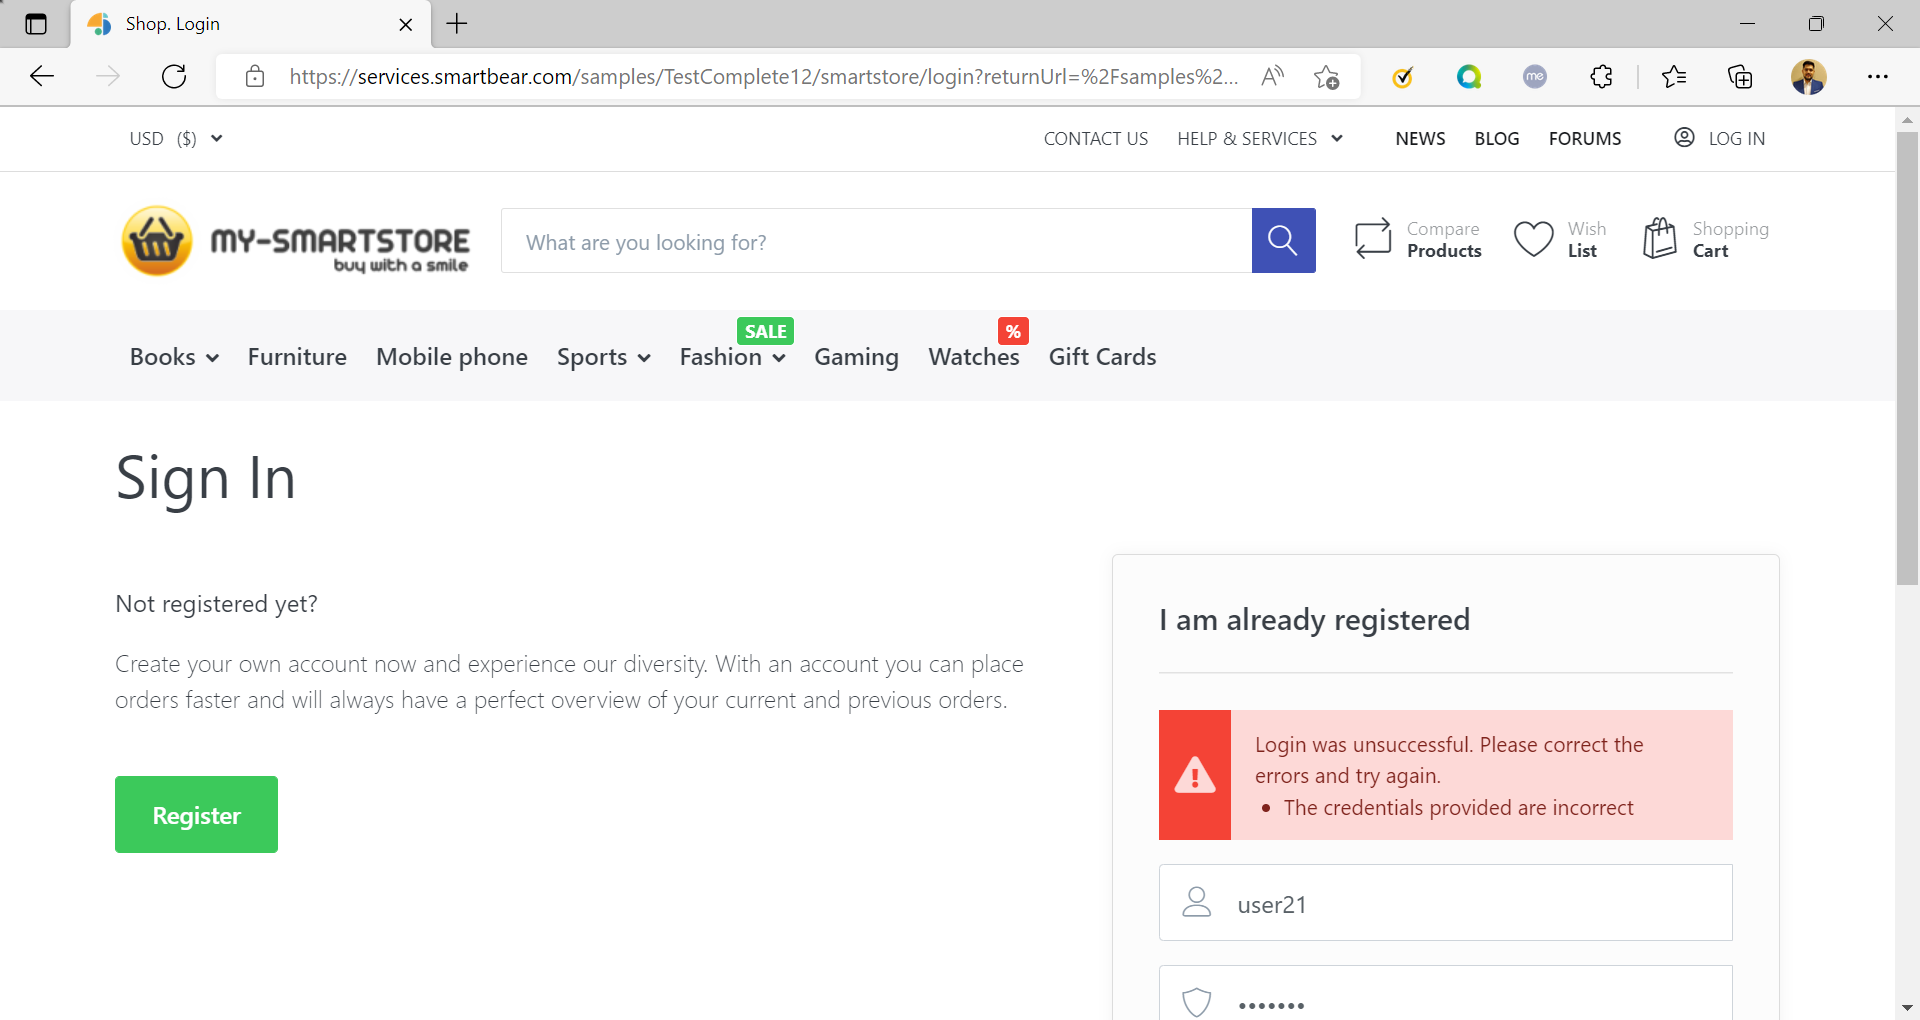 Shop. Login
https://services.smartbear.com/samples/TestComplete12/smartstore/login?returnUrl=%2Fsamples%2...
me
USD ($)
CONTACT US HELP & SERVICES NEWS BLOG FORUMS LOG IN
MY-SMARTSTORE
buy with a smile
What are you looking for?
Compare
Products
Wish
List
Shopping
Cart
SALE %
Books Furniture Mobile phone Sports Fashion Gaming Watches Gift Cards
Sign In
Not registered yet?
Create your own account now and experience our diversity. With an account you can place
orders faster and will always have a perfect overview of your current and previous orders.
Register
I am already registered
Login was unsuccessful. Please correct the
errors and try again.
• The credentials provided are incorrect
user21
•••••••